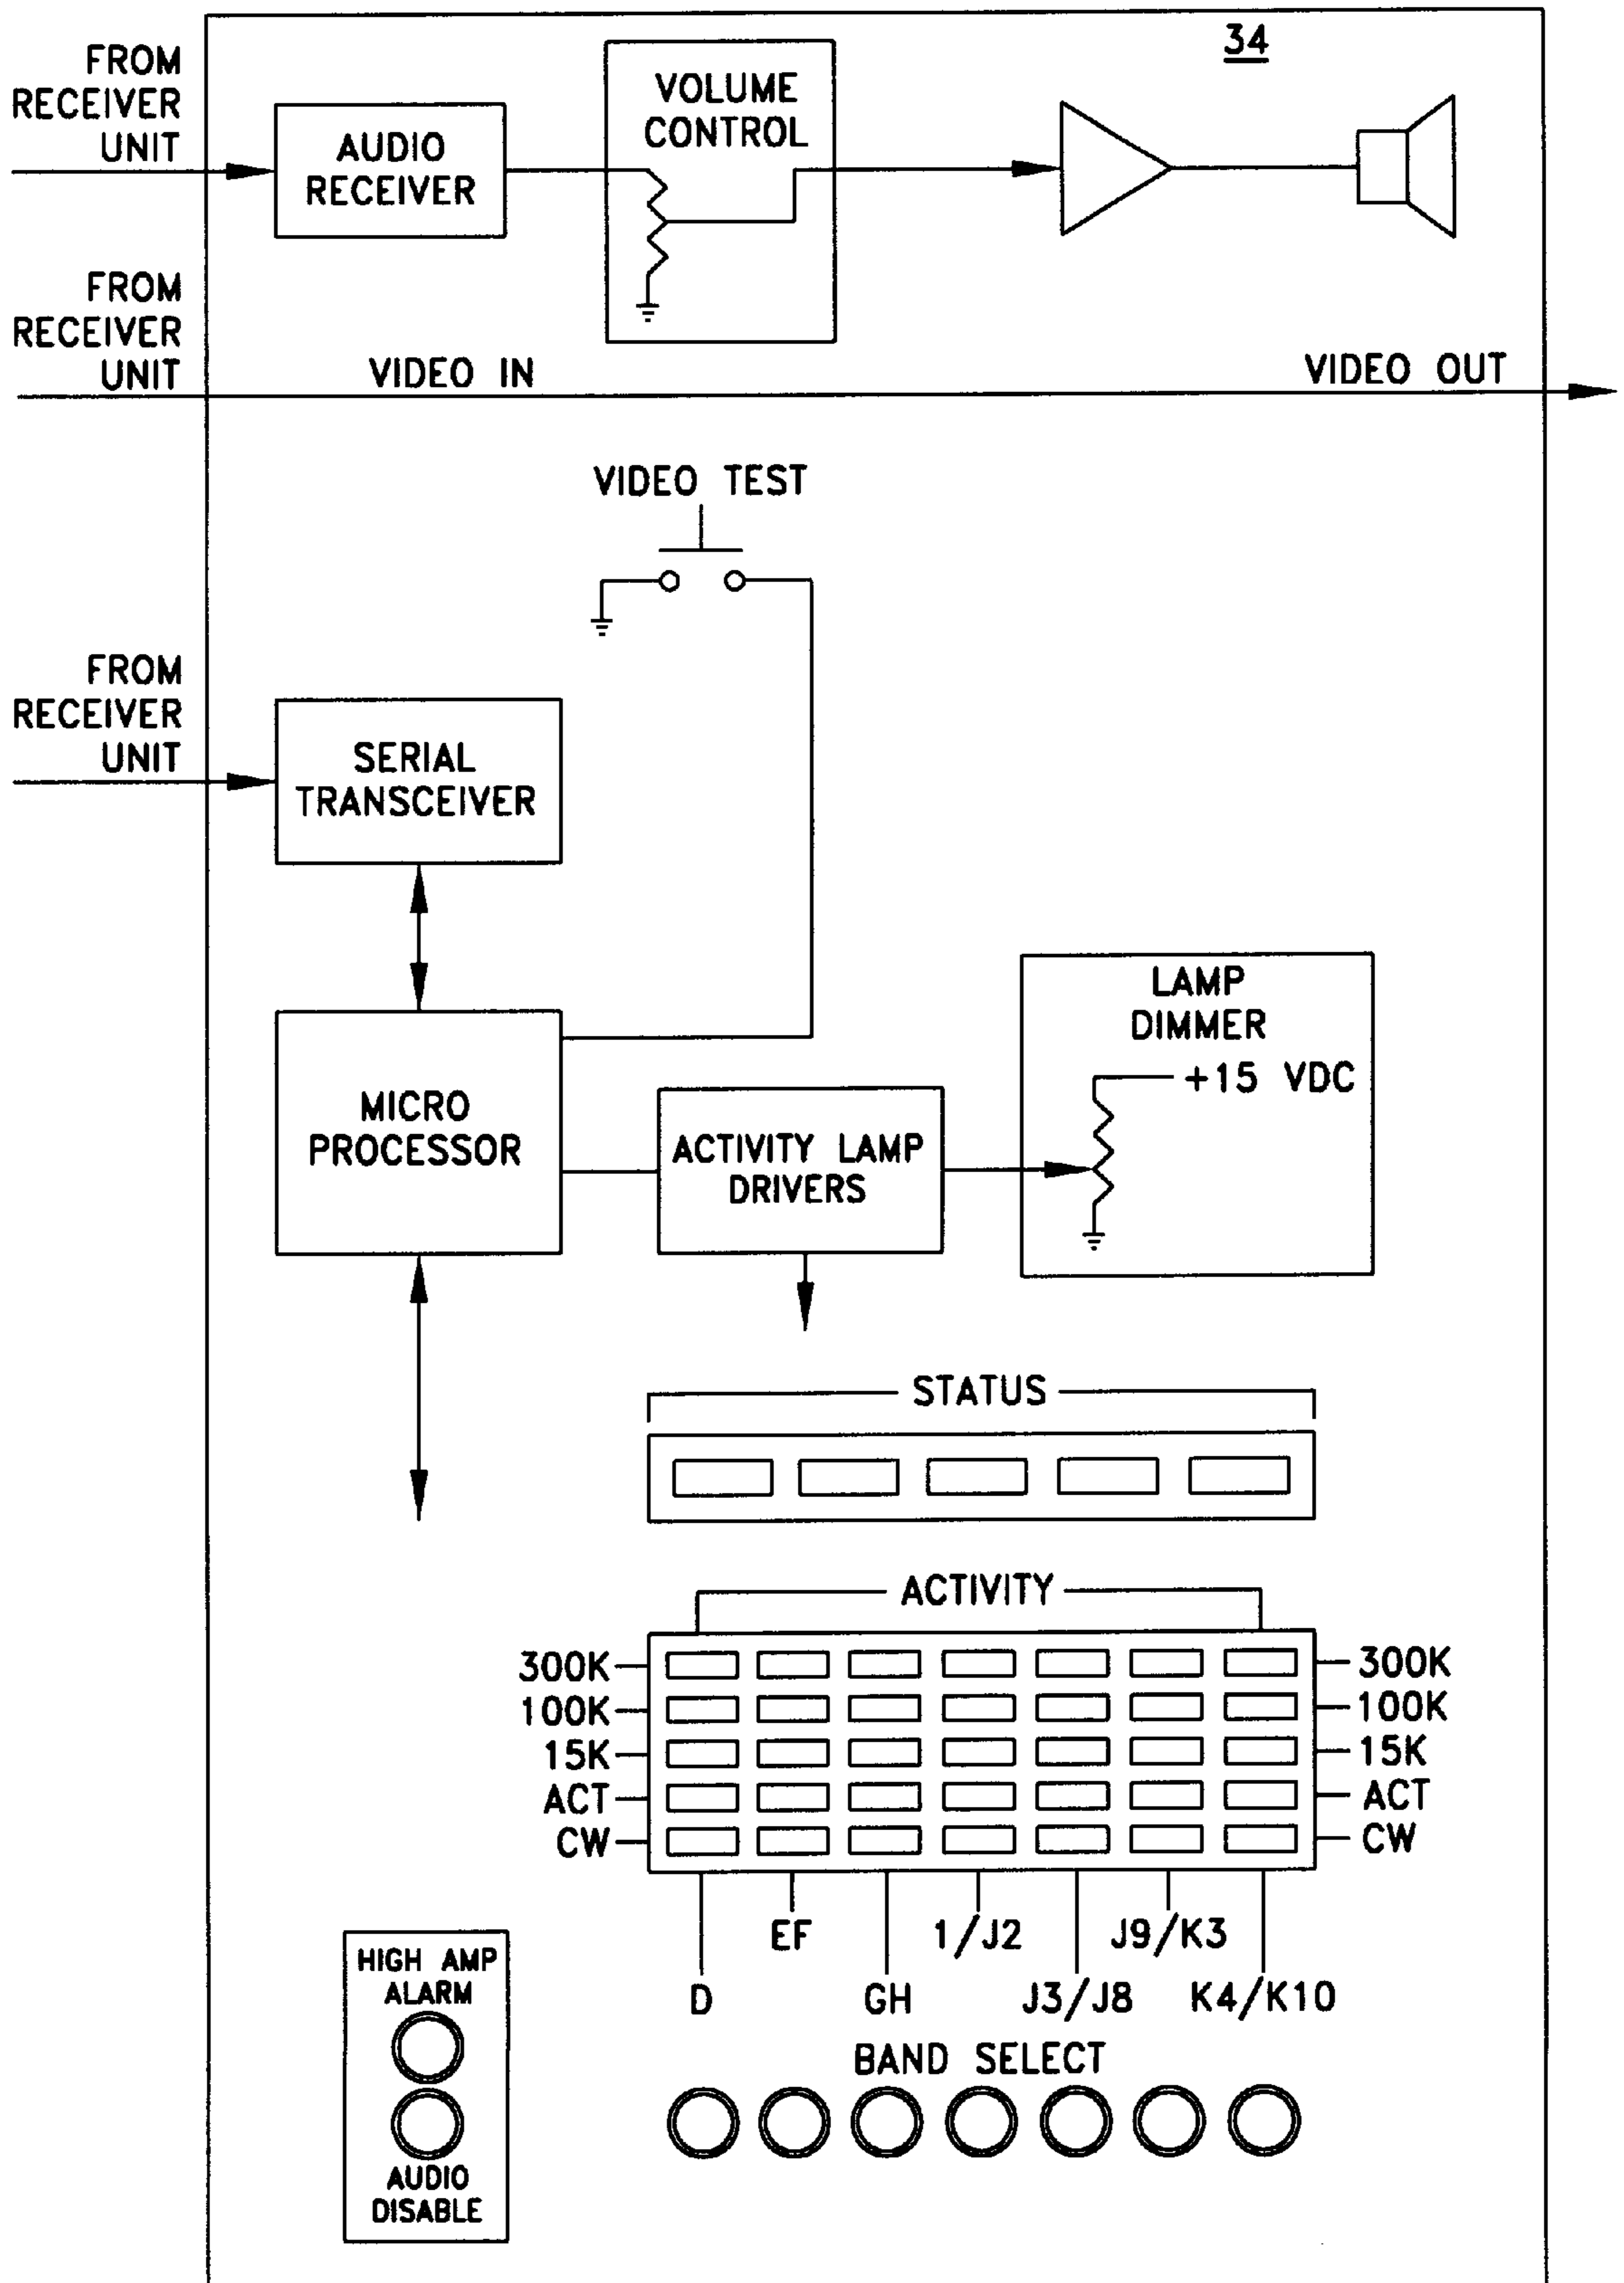 34
FROM
RECEIVER
UNIT
AUDIO
RECEIVER
VOLUME
CONTROL
FROM
RECEIVER
UNIT
VIDEO IN
VIDEO OUT
VIDEO TEST
FROM
RECEIVER
UNIT
SERIAL
TRANSCEIVER
MICRO
PROCESSOR
ACTIVITY LAMP
DRIVERS
LAMP
DIMMER
+15 VDC
STATUS
ACTIVITY
300K 300K
100K 100K
15K 15K
ACT ACT
CW CW
EF 1/J2 J9/K3
D GH J3/J8 K4/K10
BAND SELECT
HIGH AMP
ALARM
AUDIO
DISABLE